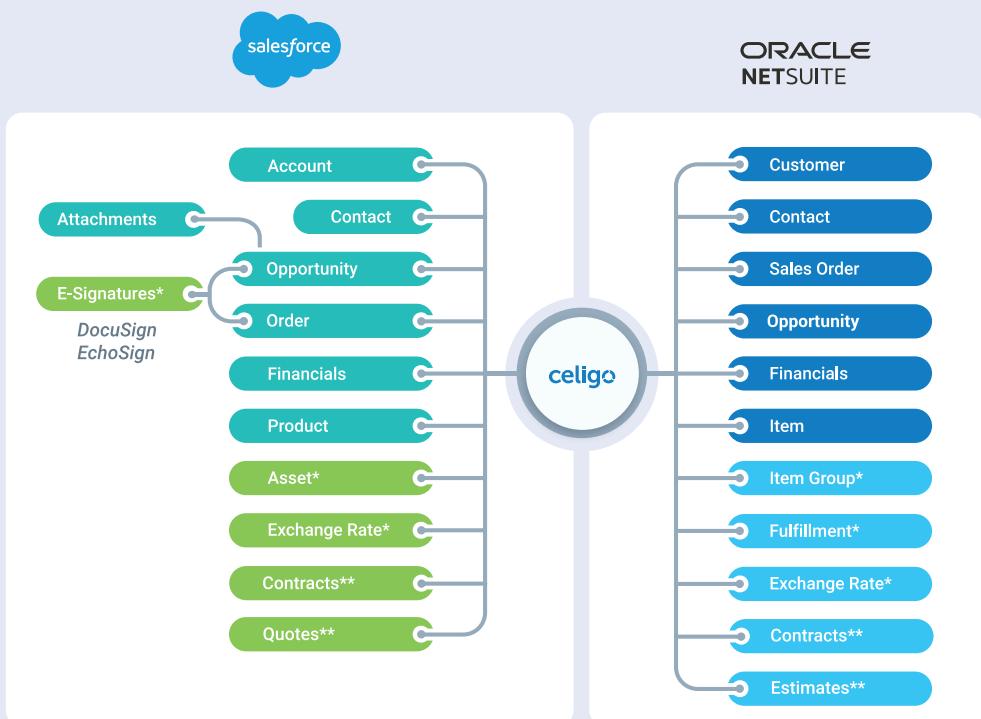 salesforce
ORACLE
NETSUITE
Account
Customer
Attachments
Contact
Contact
Opportunity
Sales Order
E-Signatures*
Order
Opportunity
DocuSign
EchoSign
Financials
celigo
Financials
Product
Item
Asset*
Item Group*
Exchange Rate*
Fulfillment*
Contracts**
Exchange Rate*
Quotes**
Contracts**
Estimates**